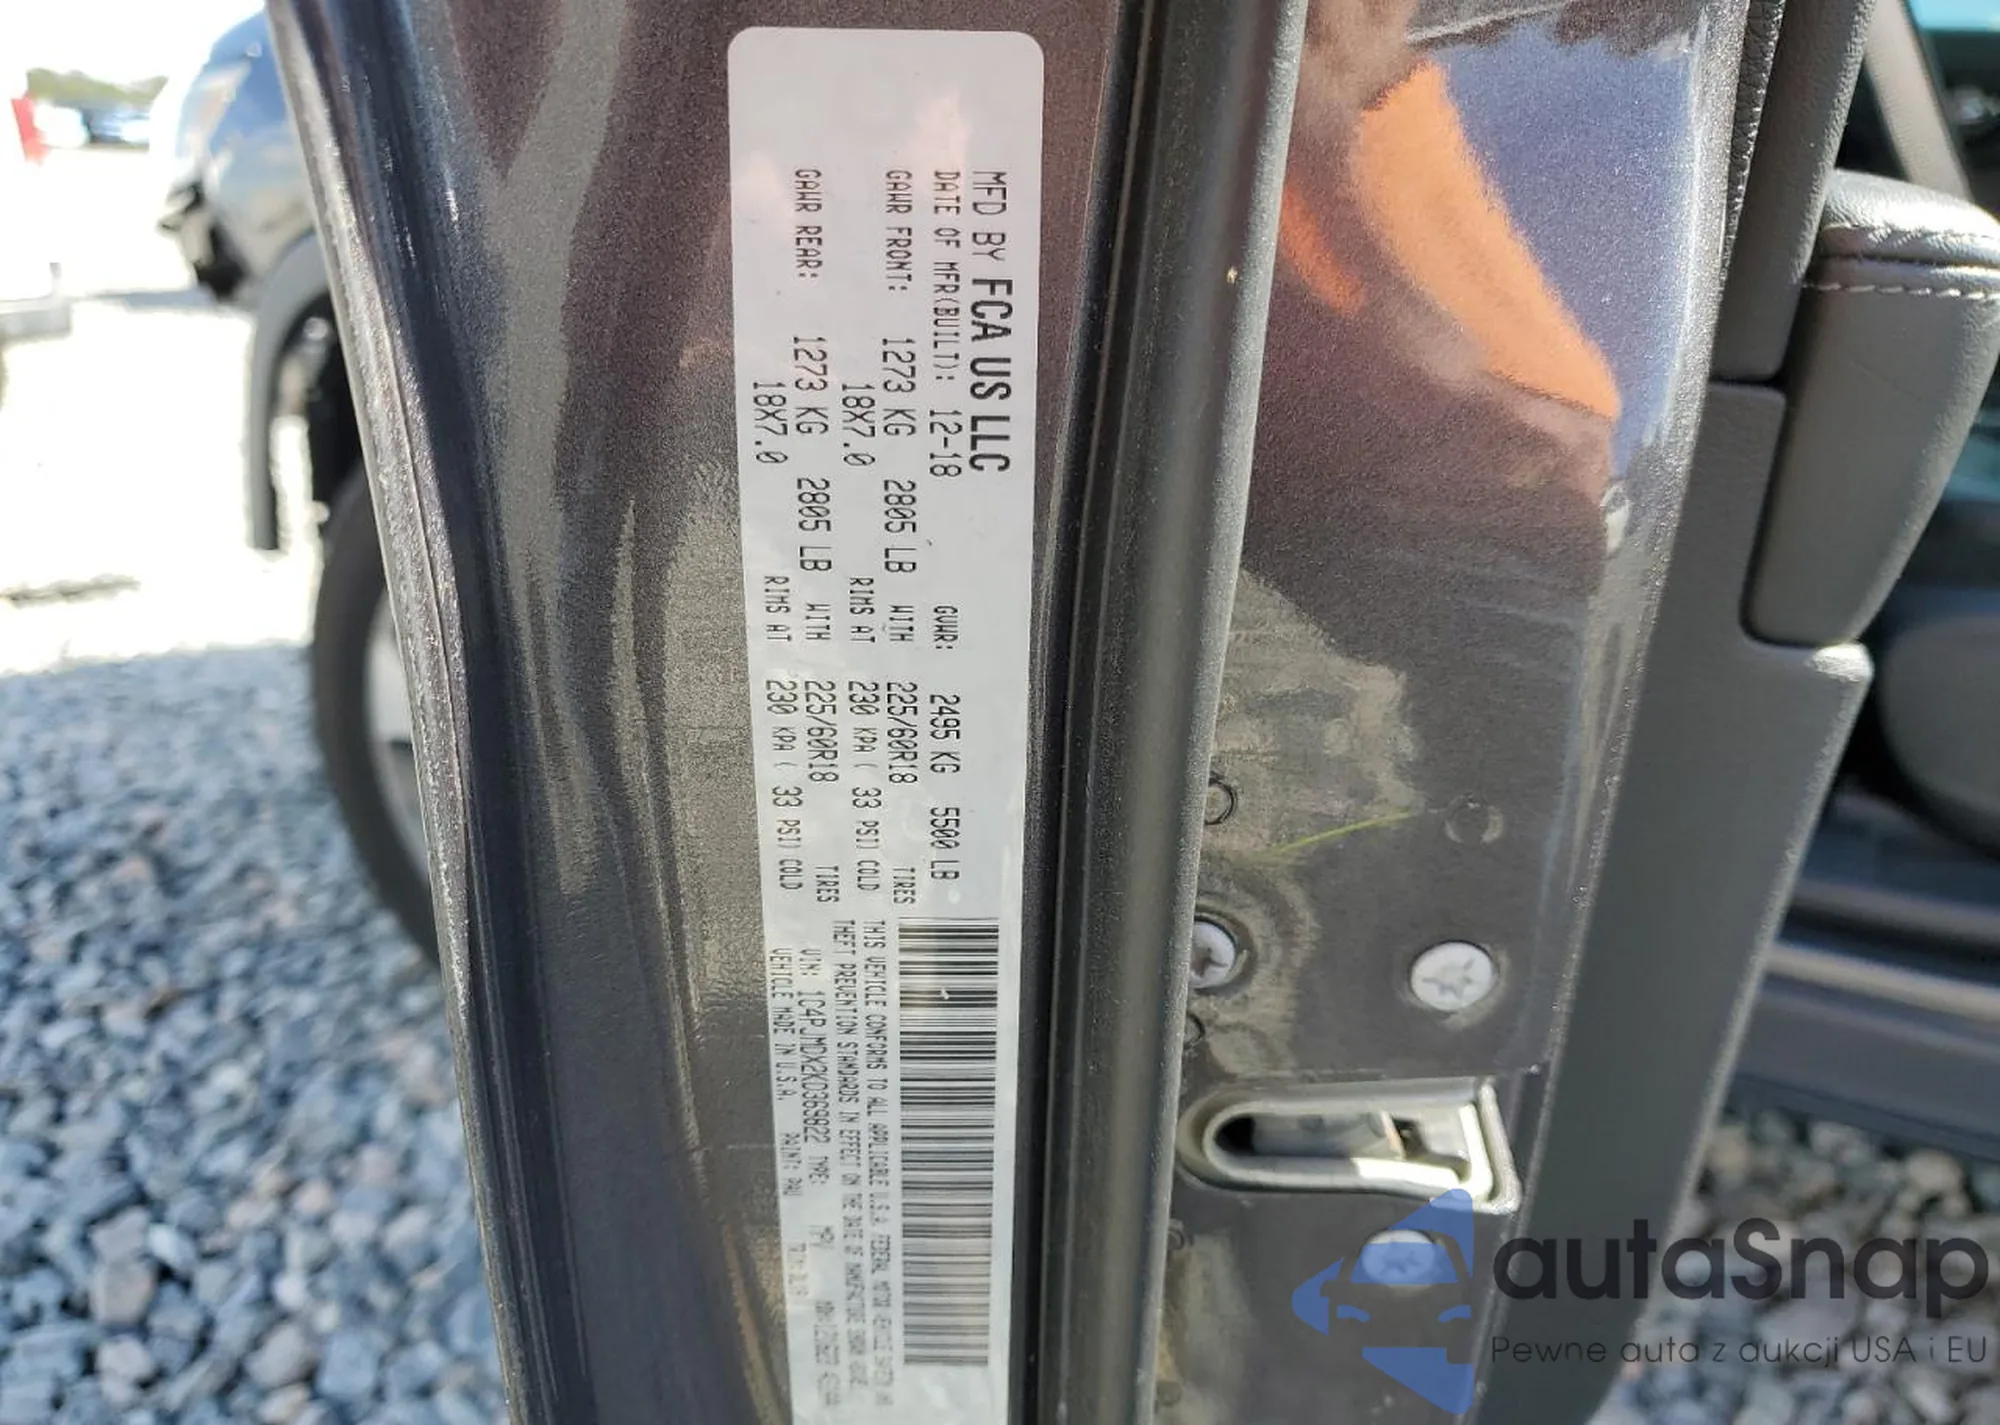 MFD BY FCA US LLC
DATE OF MFR(BUILT): 12-18 GVWR: 2495 KG 5500 LB
GAWR FRONT: 1273 KG 2805 LB WITH 225/60R18 TIRES
18X7.0 RIMS AT 230 KPA ( 33 PSI) COLD
GAWR REAR: 1273 KG 2805 LB WITH 225/60R18 TIRES
18X7.0 RIMS AT 230 KPA ( 33 PSI) COLD
THIS VEHICLE CONFORMS TO ALL APPLICABLE U.S.A. FEDERAL MOTOR VEHICLE SAFETY AND
THEFT PREVENTION STANDARDS IN EFFECT ON THE DATE OF MANUFACTURE SHOWN ABOVE.
VIN: 1C4PJMDX2KD369822 TYPE: MPV
VEHICLE MADE IN U.S.A. PAINT: PAU
autaSnap
Pewne auta z aukcji USA i EU